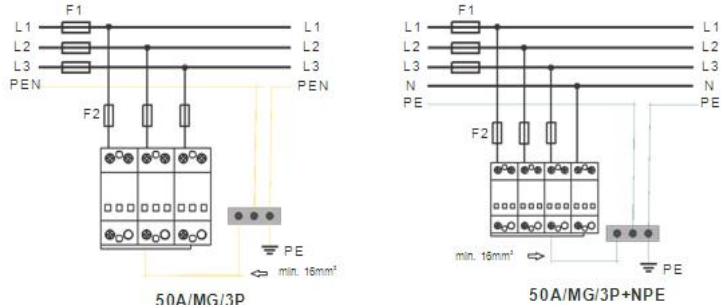 F1
L1 L1
L2 L2
L3 L3
PEN PEN
F2
PE
min. 16mm²
50A/MG/3P
F1
L1 L1
L2 L2
L3 L3
N N
PE PE
F2
min. 16mm²
PE
50A/MG/3P+NPE